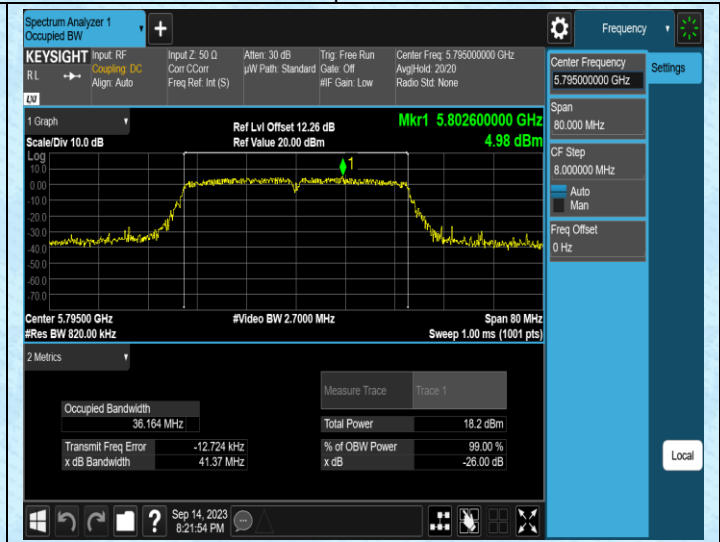 Spectrum Analyzer 1
Occupied BW
+
Frequency
KEYSIGHT
RL
LXI
Input: RF
Coupling: DC
Align: Auto
Input Z: 50 Ω
Corr CCorr
Freq Ref: Int (S)
Atten: 30 dB
µW Path: Standard
Trig: Free Run
Gate: Off
#IF Gain: Low
Center Freq: 5.795000000 GHz
Avg|Hold: 20/20
Radio Std: None
Center Frequency
5.795000000 GHz
Settings
Span
80.000 MHz
CF Step
8.000000 MHz
Auto
Man
Freq Offset
0 Hz
Local
1 Graph
Scale/Div 10.0 dB
Ref Lvl Offset 12.26 dB
Ref Value 20.00 dBm
Mkr1 5.802600000 GHz
4.98 dBm
Log
10.0
0.00
-10.0
-20.0
-30.0
-40.0
-50.0
-60.0
-70.0
1
Center 5.79500 GHz
#Res BW 820.00 kHz
#Video BW 2.7000 MHz
Span 80 MHz
Sweep 1.00 ms (1001 pts)
2 Metrics
Measure Trace
Trace 1
Occupied Bandwidth
36.164 MHz
Total Power
18.2 dBm
Transmit Freq Error
-12.724 kHz
% of OBW Power
99.00 %
x dB Bandwidth
41.37 MHz
x dB
-26.00 dB
?
Sep 14, 2023
8:21:54 PM